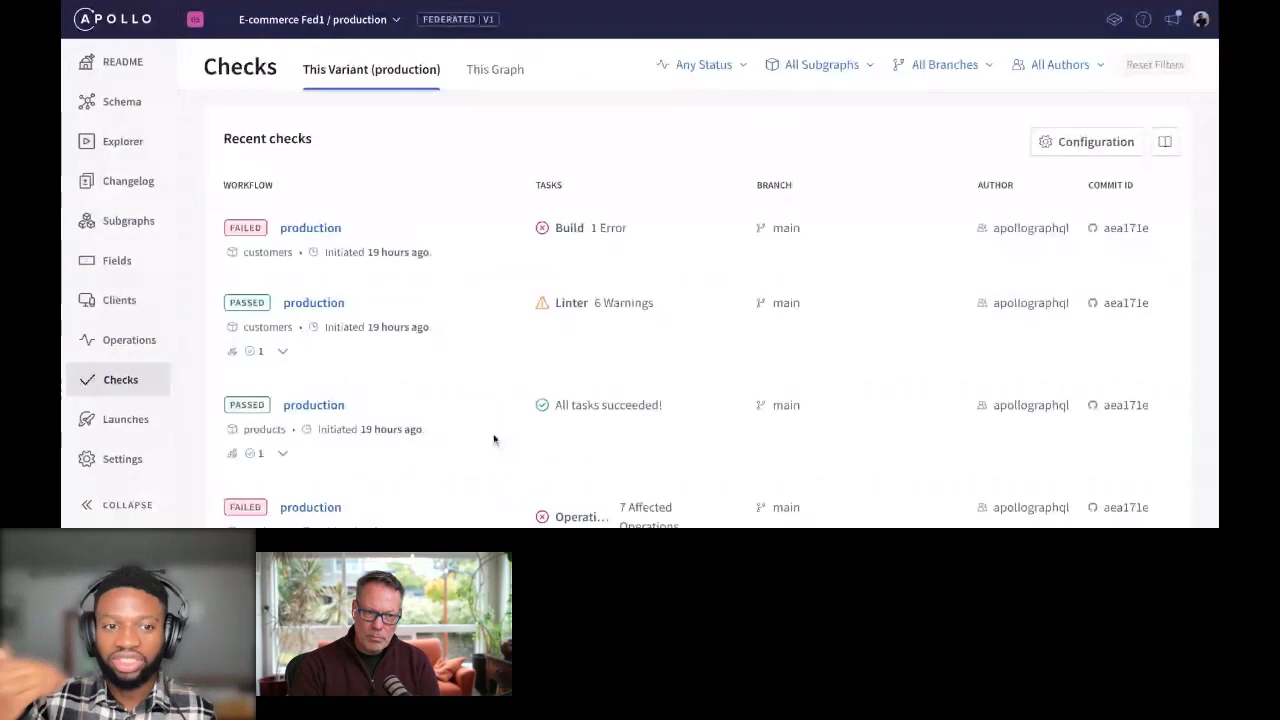 APOLLO
GS
E-commerce Fed1 / production
FEDERATED | V1
README
Schema
Explorer
Changelog
Subgraphs
Fields
Clients
Operations
Checks
Launches
Settings
COLLAPSE
Checks
This Variant (production)
This Graph
Any Status
All Subgraphs
All Branches
All Authors
Reset Filters
Recent checks
Configuration
WORKFLOW TASKS BRANCH AUTHOR COMMIT ID
FAILED production Build 1 Error main apollographql aea171e
customers • Initiated 19 hours ago.
PASSED production Linter 6 Warnings main apollographql aea171e
customers • Initiated 19 hours ago
1
PASSED production All tasks succeeded! main apollographql aea171e
products • Initiated 19 hours ago
1
FAILED production Operati... 7 Affected Operations main apollographql aea171e